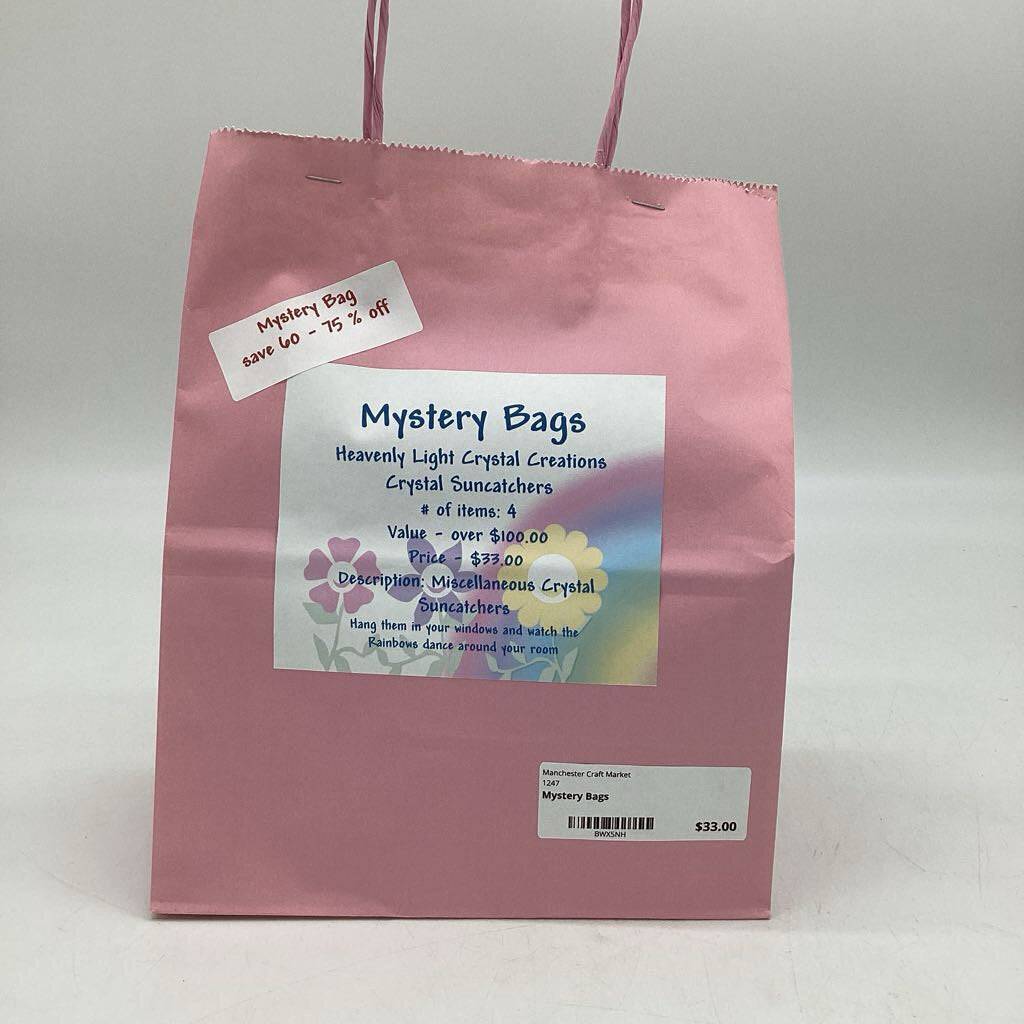 Mystery Bag
save 60 - 75 % off
Mystery Bags
Heavenly Light Crystal Creations
Crystal Suncatchers
# of items: 4
Value - over $100.00
Price - $33.00
Description: Miscellaneous Crystal
Suncatchers
Hang them in your windows and watch the
Rainbows dance around your room
Manchester Craft Market
1247
Mystery Bags
BWX5NH
$33.00